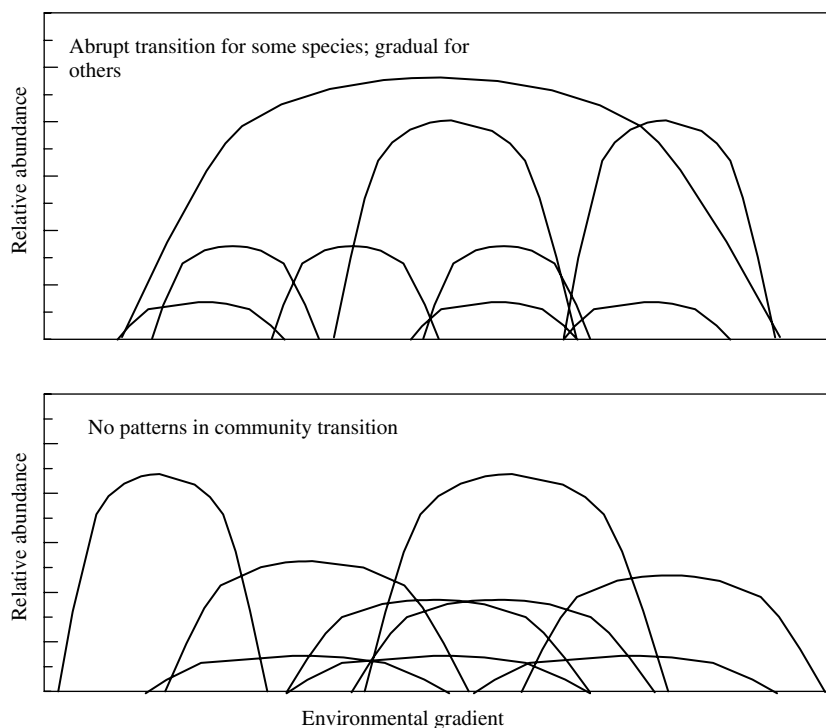 Abrupt transition for some species; gradual for
others
Relative abundance
No patterns in community transition
Relative abundance
Environmental gradient